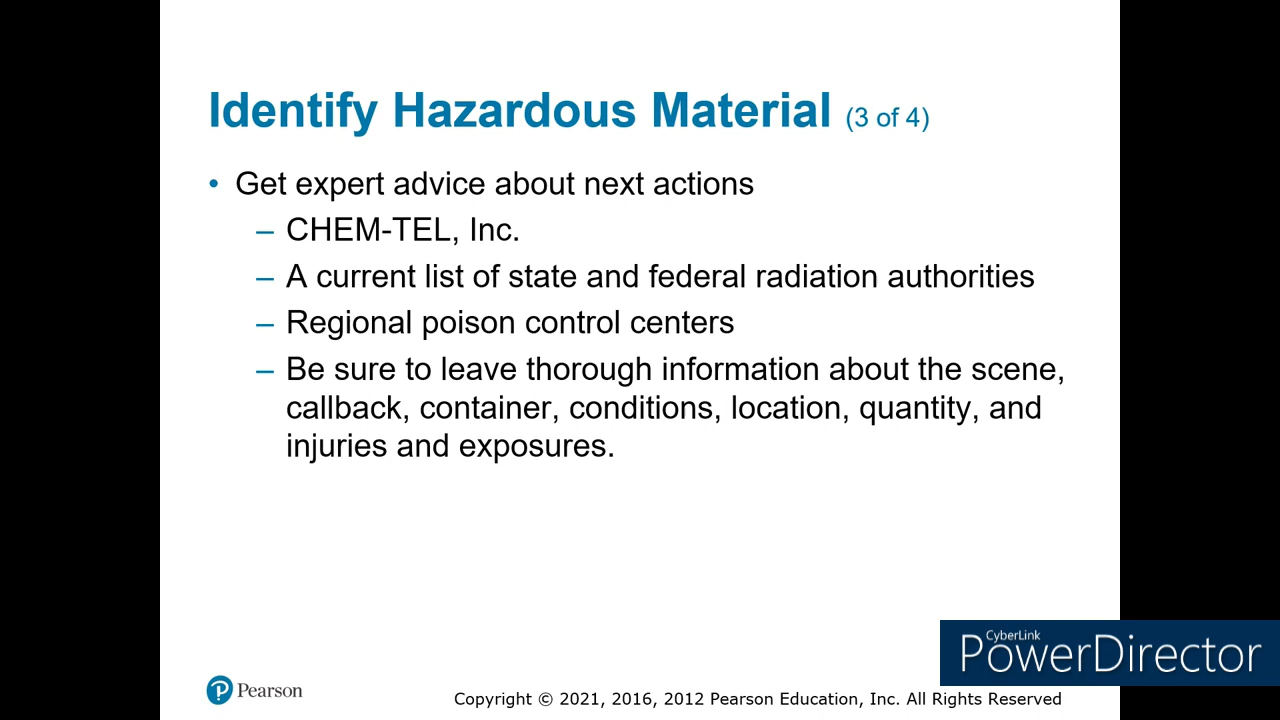 Identify Hazardous Material (3 of 4)
• Get expert advice about next actions
– CHEM-TEL, Inc.
– A current list of state and federal radiation authorities
– Regional poison control centers
– Be sure to leave thorough information about the scene,
callback, container, conditions, location, quantity, and
injuries and exposures.
CyberLink
PowerDirector
Pearson
Copyright © 2021, 2016, 2012 Pearson Education, Inc. All Rights Reserved